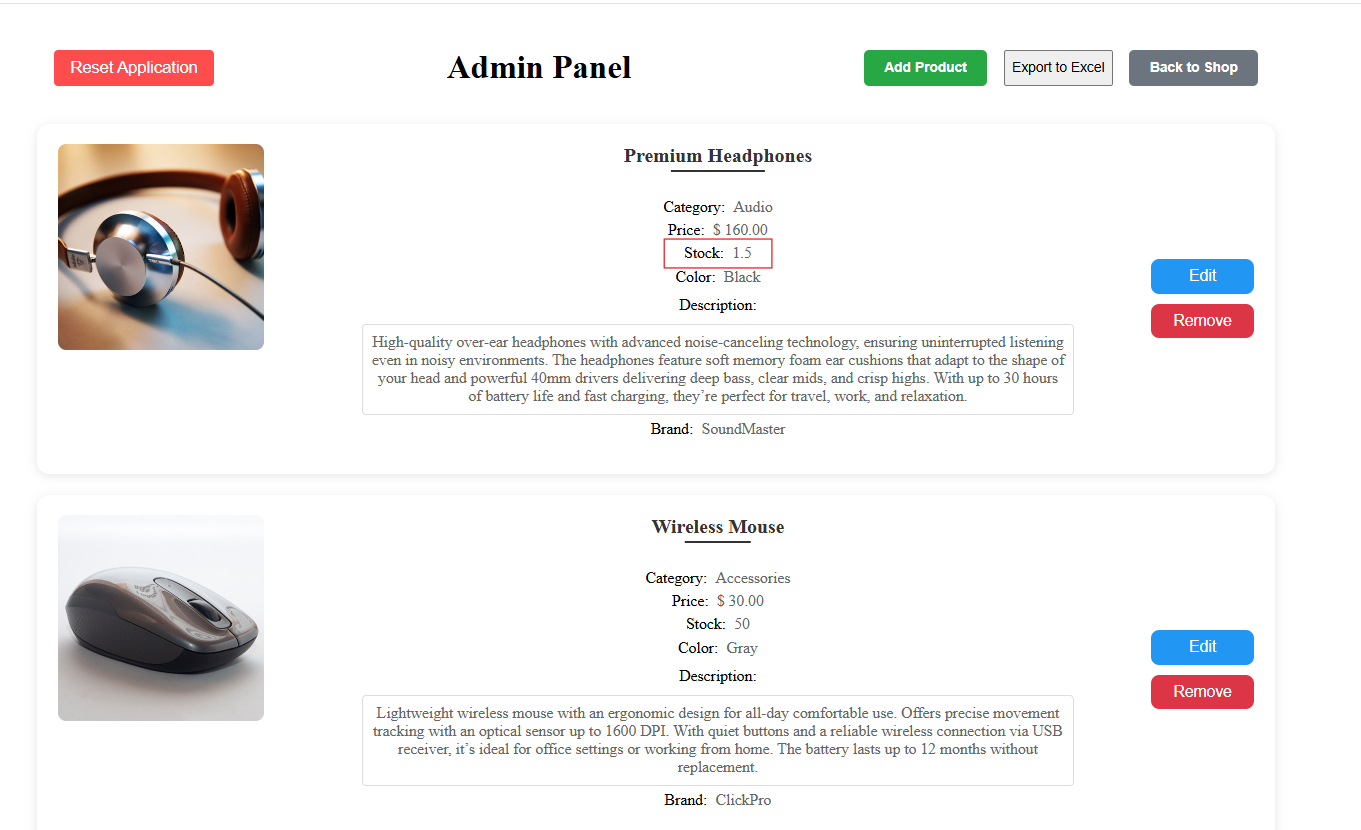 Reset Application
Admin Panel
Add Product
Export to Excel
Back to Shop
Premium Headphones
Category: Audio
Price: $ 160.00
Stock: 1.5
Color: Black
Description:
High-quality over-ear headphones with advanced noise-canceling technology, ensuring uninterrupted listening
even in noisy environments. The headphones feature soft memory foam ear cushions that adapt to the shape of
your head and powerful 40mm drivers delivering deep bass, clear mids, and crisp highs. With up to 30 hours
of battery life and fast charging, they’re perfect for travel, work, and relaxation.
Brand: SoundMaster
Edit
Remove
Wireless Mouse
Category: Accessories
Price: $ 30.00
Stock: 50
Color: Gray
Description:
Lightweight wireless mouse with an ergonomic design for all-day comfortable use. Offers precise movement
tracking with an optical sensor up to 1600 DPI. With quiet buttons and a reliable wireless connection via USB
receiver, it’s ideal for office settings or working from home. The battery lasts up to 12 months without
replacement.
Brand: ClickPro
Edit
Remove